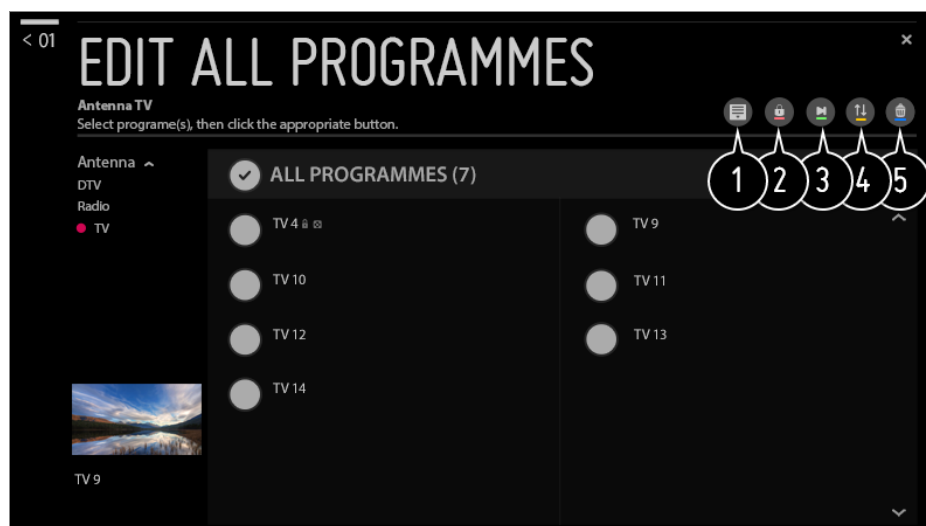 < 01
EDIT ALL PROGRAMMES
Antenna TV
Select programe(s), then click the appropriate button.
1 2 3 4 5
Antenna
DTV
Radio
TV
ALL PROGRAMMES (7)
TV 4
TV 9
TV 10
TV 11
TV 12
TV 13
TV 14
TV 9